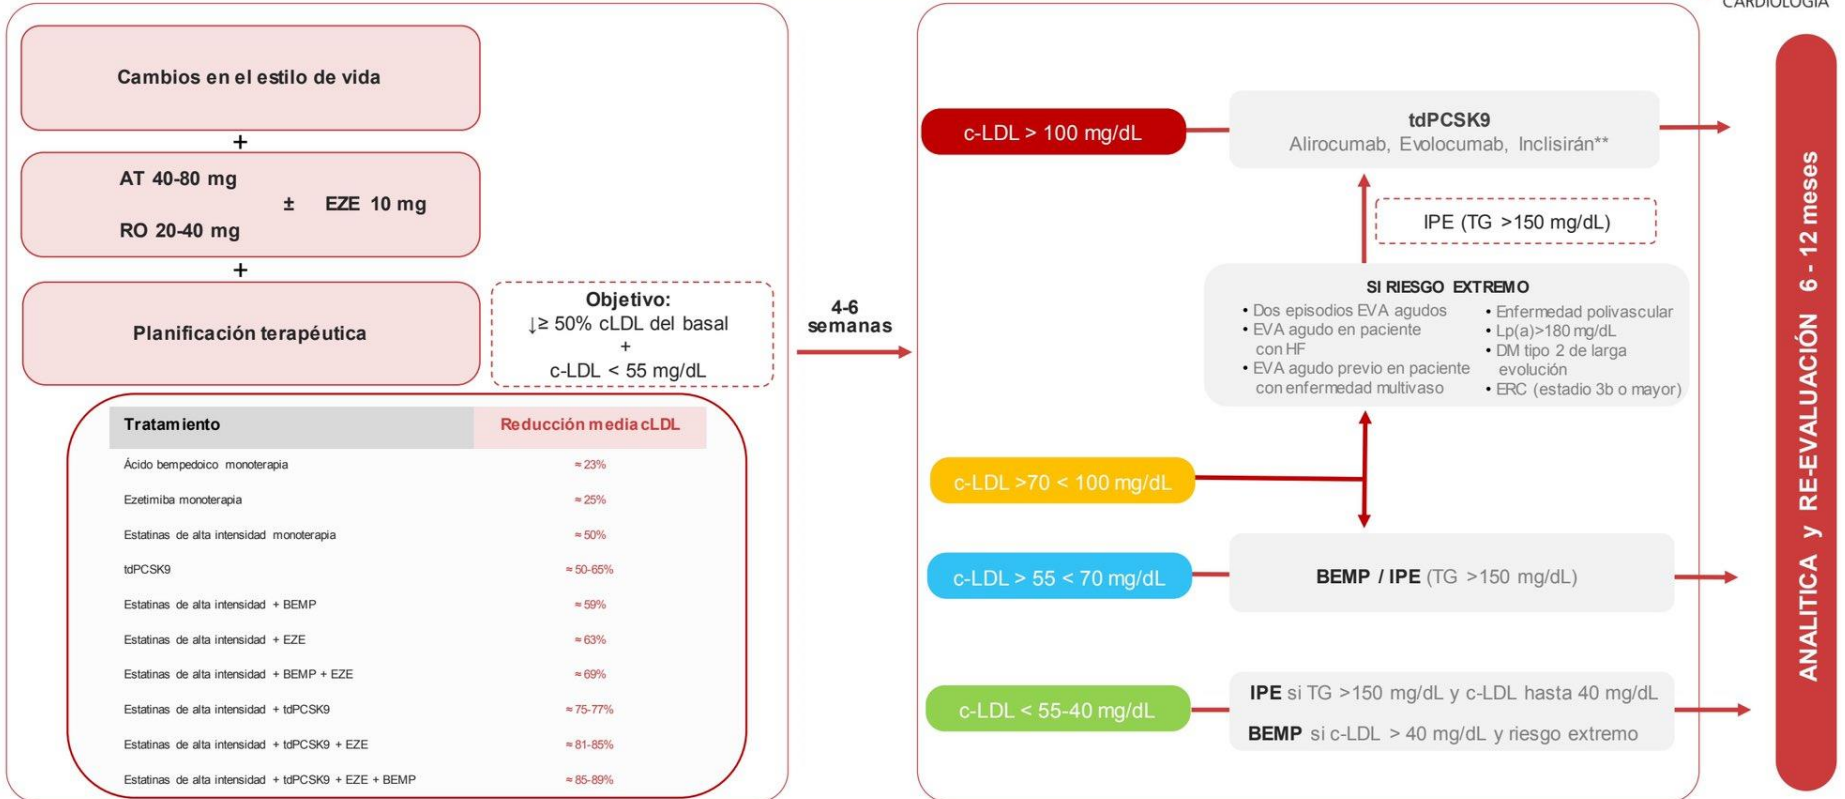 CARDIOLOGÍA
Cambios en el estilo de vida
+
AT 40-80 mg
± EZE 10 mg
RO 20-40 mg
+
Planificación terapéutica
Objetivo:
↓≥ 50% cLDL del basal
+
c-LDL < 55 mg/dL
Tratamiento Reducción media cLDL
Ácido bempedoico monoterapia ≈ 23%
Ezetimiba monoterapia ≈ 25%
Estatinas de alta intensidad monoterapia ≈ 50%
tdPCSK9 ≈ 50-65%
Estatinas de alta intensidad + BEMP ≈ 59%
Estatinas de alta intensidad + EZE ≈ 63%
Estatinas de alta intensidad + BEMP + EZE ≈ 69%
Estatinas de alta intensidad + tdPCSK9 ≈ 75-77%
Estatinas de alta intensidad + tdPCSK9 + EZE ≈ 81-85%
Estatinas de alta intensidad + tdPCSK9 + EZE + BEMP ≈ 85-89%
4-6
semanas
c-LDL > 100 mg/dL
tdPCSK9
Alirocumab, Evolocumab, Inclisirán**
IPE (TG >150 mg/dL)
SI RIESGO EXTREMO
• Dos episodios EVA agudos
• EVA agudo en paciente
con HF
• EVA agudo previo en paciente
con enfermedad multivaso
• Enfermedad polivascular
• Lp(a)>180 mg/dL
• DM tipo 2 de larga
evolución
• ERC (estadio 3b o mayor)
c-LDL >70 < 100 mg/dL
c-LDL > 55 < 70 mg/dL
BEMP / IPE (TG >150 mg/dL)
c-LDL < 55-40 mg/dL
IPE si TG >150 mg/dL y c-LDL hasta 40 mg/dL
BEMP si c-LDL > 40 mg/dL y riesgo extremo
ANALITICA y RE-EVALUACIÓN 6 - 12 meses